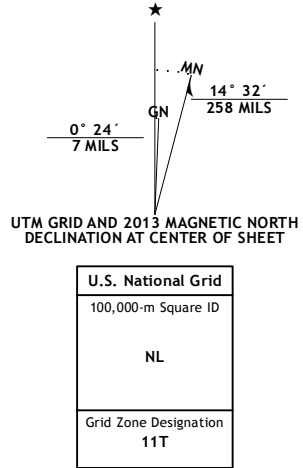 MN
14° 32´
258 MILS
GN
0° 24´
7 MILS
UTM GRID AND 2013 MAGNETIC NORTH
DECLINATION AT CENTER OF SHEET
U.S. National Grid
100,000-m Square ID
NL
Grid Zone Designation
11T